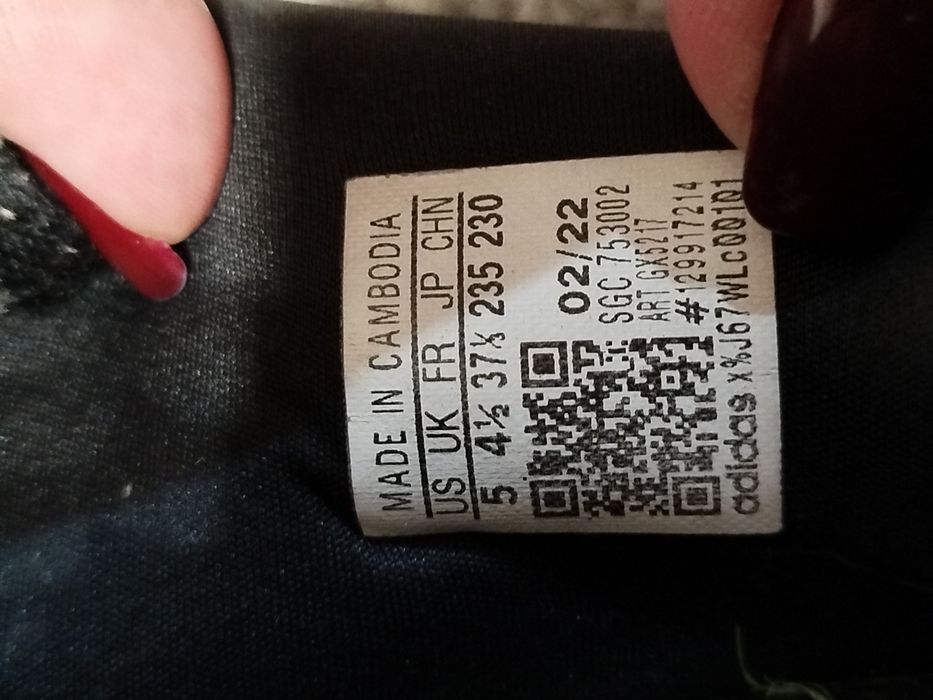 MADE IN CAMBODIA
US UK FR JP CHN
5 4½ 37⅓ 235 230
02/22
SGC 753002
ART GX5217
#129917214
adidas x%J67WLC00101